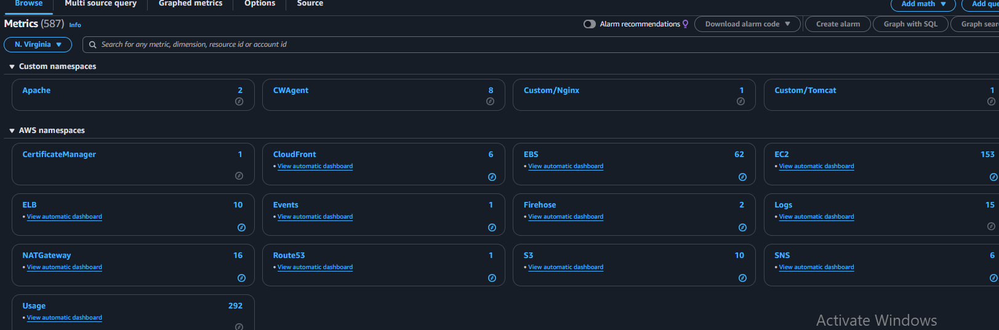 Browse Multi source query Graphed metrics Options Source Add math ▼
Metrics (587) Info Alarm recommendations Download alarm code ▼ Create alarm Graph with SQL Graph
N. Virginia ▼ Search for any metric, dimension, resource id or account id
▼ Custom namespaces
Apache 2 CWAgent 8 Custom/Nginx 1 Custom/Tomcat 1
▼ AWS namespaces
CertificateManager 1 CloudFront 6 EBS 62 EC2 153
• View automatic dashboard • View automatic dashboard • View automatic dashboard
ELB 10 Events 1 Firehose 2 Logs 15
• View automatic dashboard • View automatic dashboard • View automatic dashboard • View automatic dashboard
NATGateway 16 Route53 1 S3 10 SNS 6
• View automatic dashboard • View automatic dashboard • View automatic dashboard • View automatic dashboard
Usage 292
• View automatic dashboard
Activate Windows